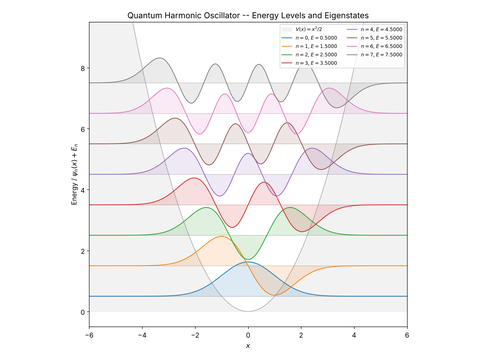 Quantum Harmonic Oscillator -- Energy Levels and Eigenstates
V(x) = x²/2
n = 0, E = 0.5000
n = 1, E = 1.5000
n = 2, E = 2.5000
n = 3, E = 3.5000
n = 4, E = 4.5000
n = 5, E = 5.5000
n = 6, E = 6.5000
n = 7, E = 7.5000
Energy / ψₙ(x) + Eₙ
8
6
4
2
0
−6 −4 −2 0 2 4 6
x